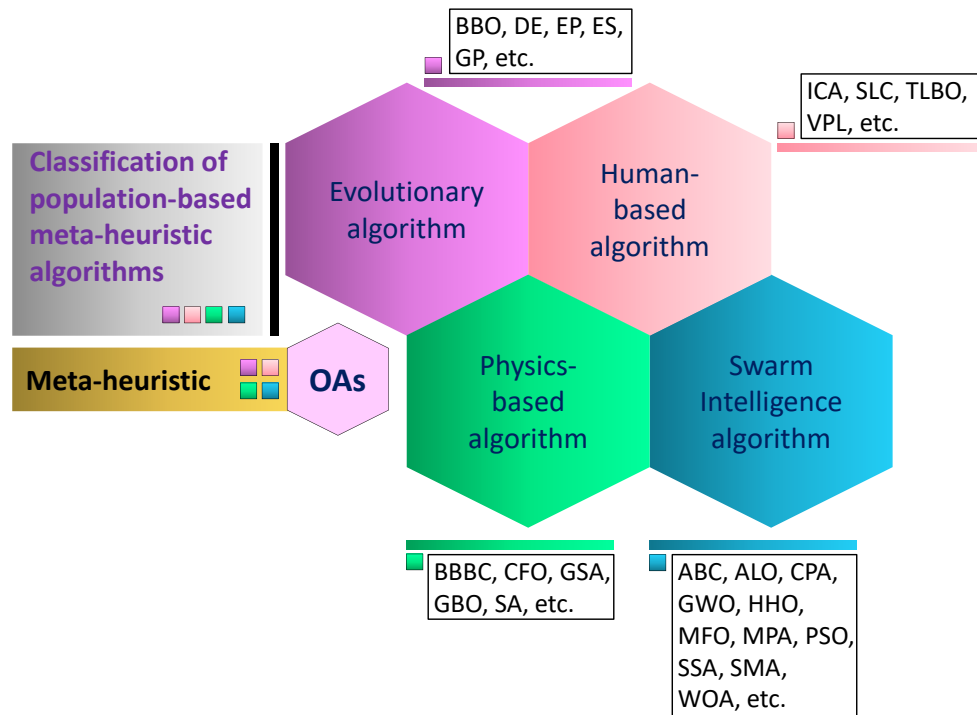 BBO, DE, EP, ES,
GP, etc.
ICA, SLC, TLBO,
VPL, etc.
Classification of
population-based
meta-heuristic
algorithms
Evolutionary
algorithm
Human-
based
algorithm
Meta-heuristic
OAs
Physics-
based
algorithm
Swarm
Intelligence
algorithm
BBBC, CFO, GSA,
GBO, SA, etc.
ABC, ALO, CPA,
GWO, HHO,
MFO, MPA, PSO,
SSA, SMA,
WOA, etc.